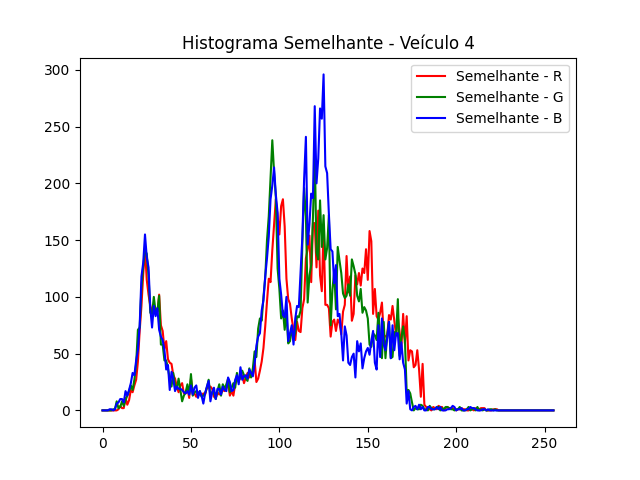 Histograma Semelhante - Veículo 4
Semelhante - R
Semelhante - G
Semelhante - B
300
250
200
150
100
50
0
0 50 100 150 200 250